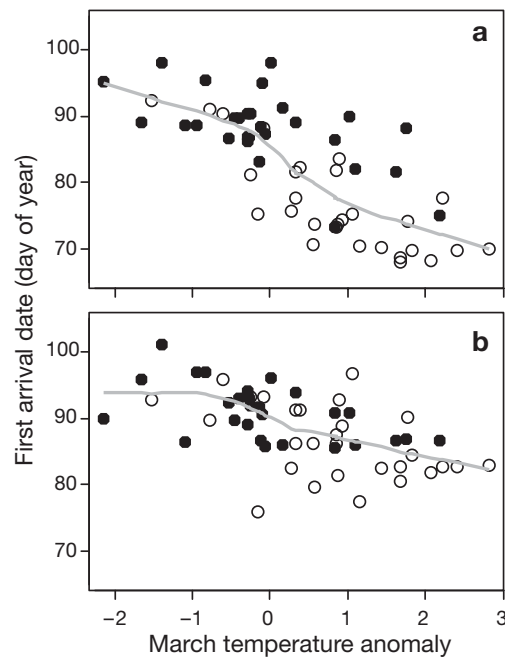 a
100
90
80
70
First arrival date (day of year)
b
100
90
80
70
−2 −1 0 1 2 3
March temperature anomaly